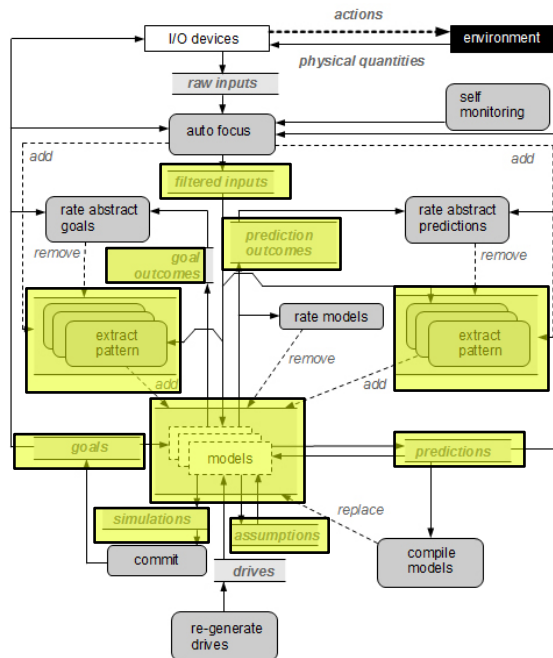 actions
I/O devices
environment
physical quantities
raw inputs
self
monitoring
auto focus
add
add
filtered inputs
rate abstract
goals
rate abstract
predictions
prediction
outcomes
remove
goal
outcomes
remove
rate models
extract
pattern
extract
pattern
remove
add
add
goals
models
predictions
simulations
assumptions
replace
commit
drives
compile
models
re-generate
drives